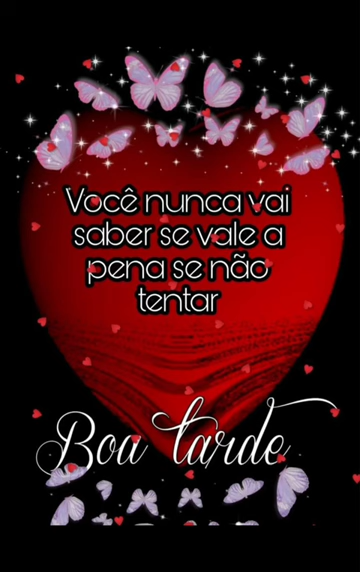 Você nunca vai
saber se vale a
pena se não
tentar
Boa tarde